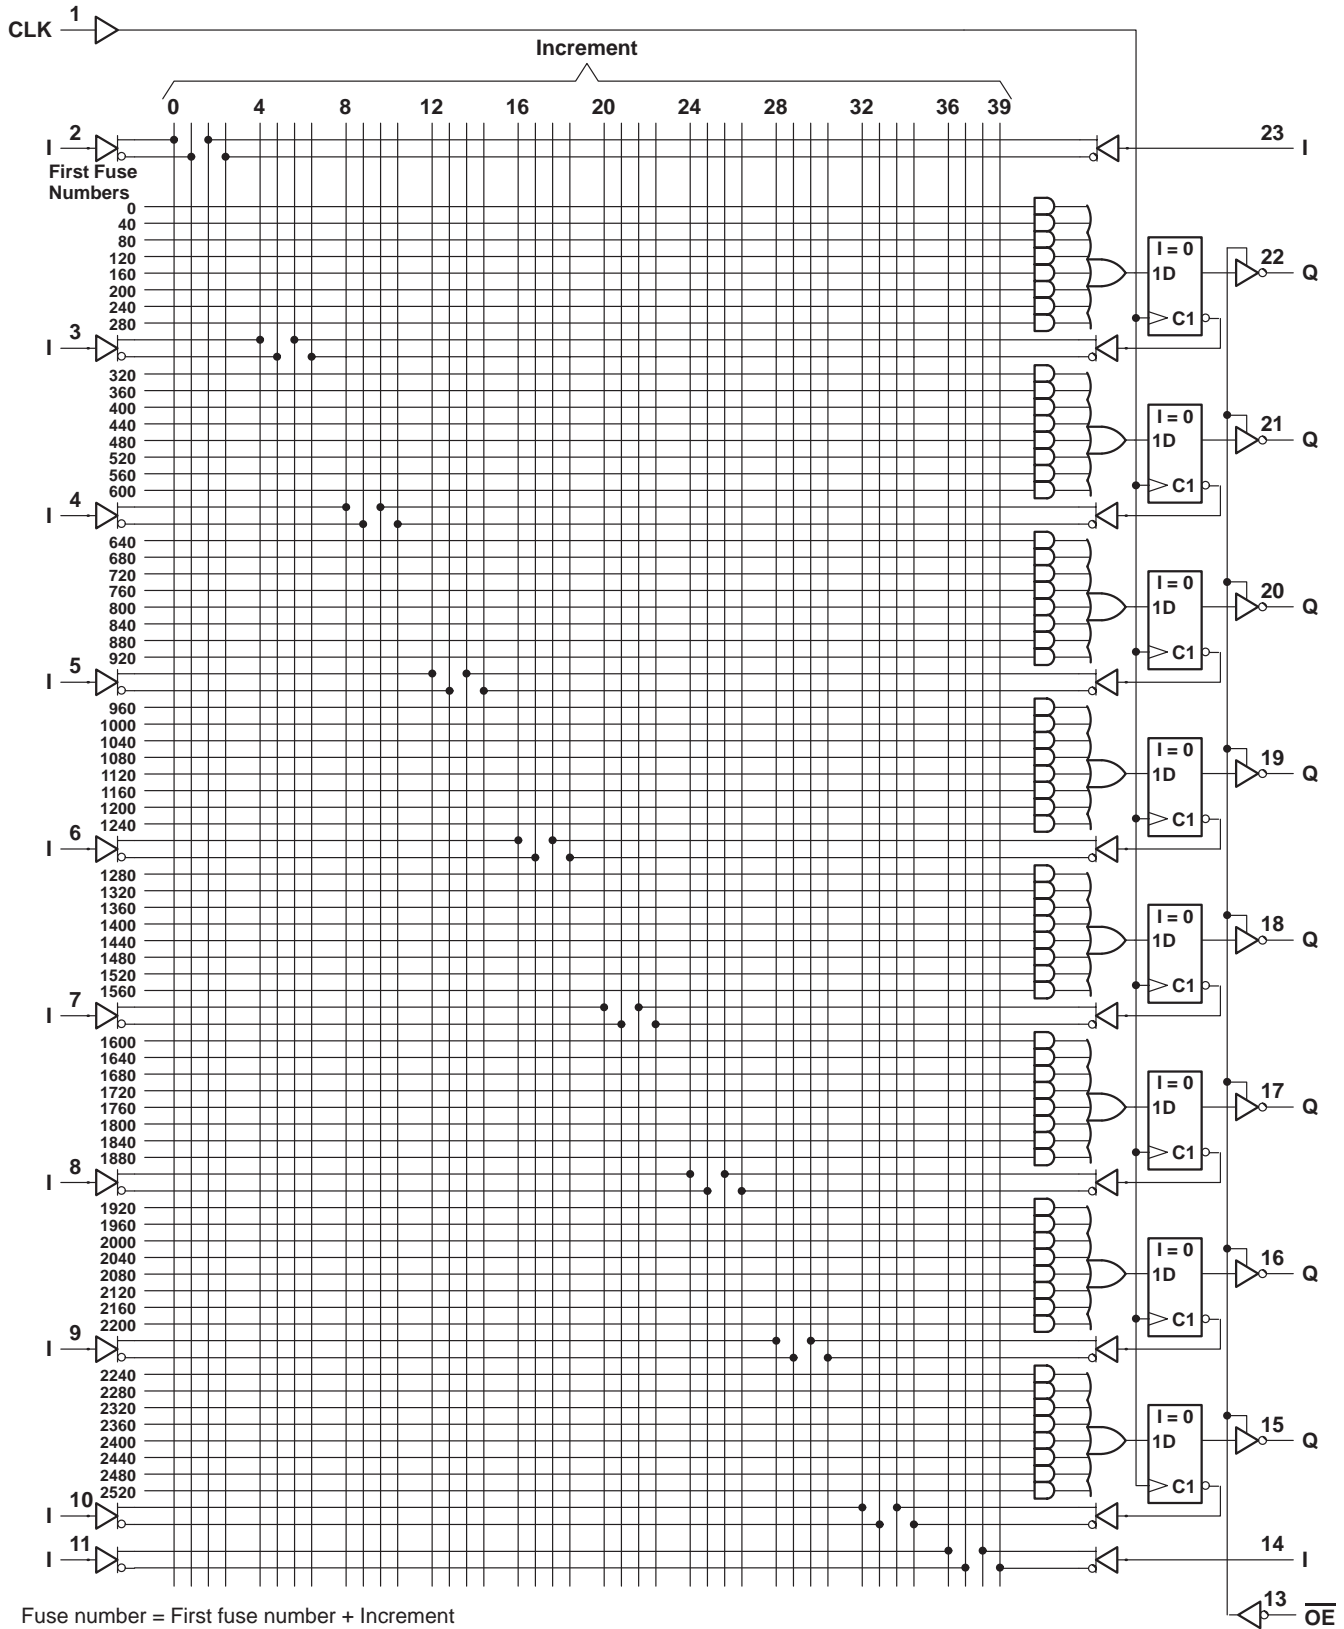 CLK 1
Increment
0 4 8 12 16 20 24 28 32 36 39
I 2 23 I
First Fuse
Numbers
0
40
80
120 I = 0
160 1D 22 Q
200
240
280 C1
I 3
320
360
400
440 I = 0
480 1D 21 Q
520
560
600 C1
I 4
640
680
720
760 I = 0
800 1D 20 Q
840
880
920 C1
I 5
960
1000
1040
1080 I = 0
1120 1D 19 Q
1160
1200
1240 C1
I 6
1280
1320
1360
1400 I = 0
1440 1D 18 Q
1480
1520
1560 C1
I 7
1600
1640
1680
1720 I = 0
1760 1D 17 Q
1800
1840
1880 C1
I 8
1920
1960
2000
2040 I = 0
2080 1D 16 Q
2120
2160
2200 C1
I 9
2240
2280
2320
2360 I = 0
2400 1D 15 Q
2440
2480
2520 C1
I 10
I 11 14 I
Fuse number = First fuse number + Increment
13 O̅E̅